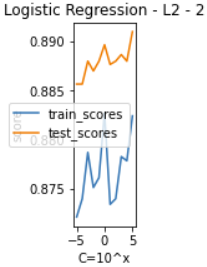 Logistic Regression - L2 - 2
0.890
0.885
train_scores
test_scores
score
0.880
0.875
-5
0
5
C=10^x